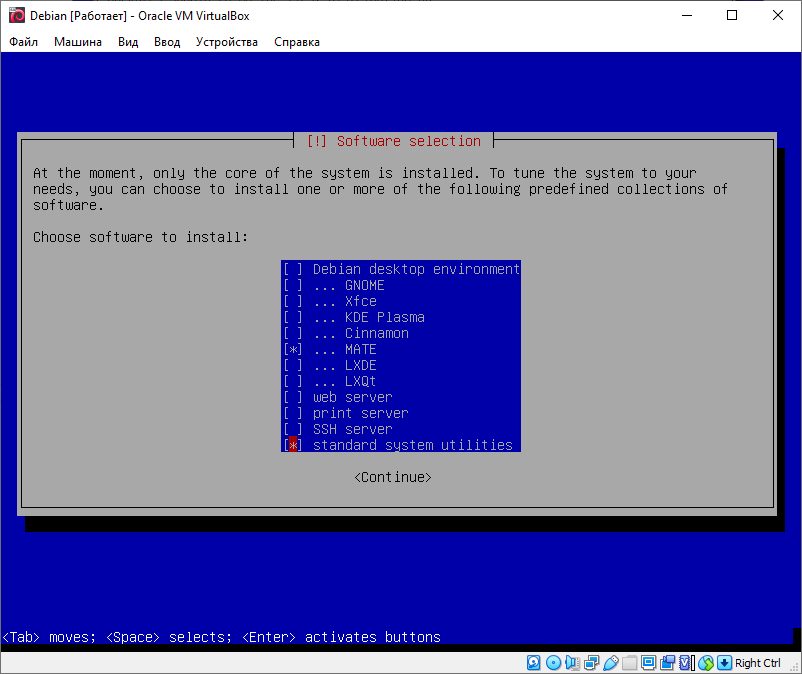 Debian [Работает] - Oracle VM VirtualBox
Файл Машина Вид Ввод Устройства Справка
[!] Software selection
At the moment, only the core of the system is installed. To tune the system to your
needs, you can choose to install one or more of the following predefined collections of
software.
Choose software to install:
[ ] Debian desktop environment
[ ] ... GNOME
[ ] ... Xfce
[ ] ... KDE Plasma
[ ] ... Cinnamon
[*] ... MATE
[ ] ... LXDE
[ ] ... LXQt
[ ] web server
[ ] print server
[ ] SSH server
[*] standard system utilities
<Continue>
<Tab> moves; <Space> selects; <Enter> activates buttons
Right Ctrl